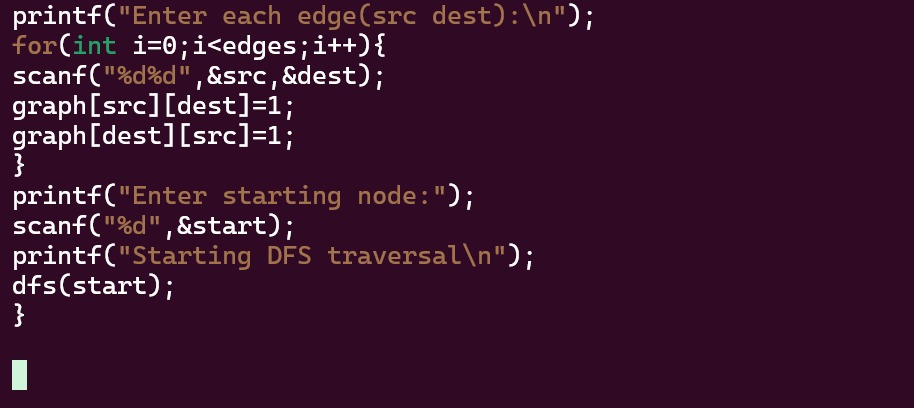 printf("Enter each edge(src dest):\n");
for(int i=0;i<edges;i++){
scanf("%d%d",&src,&dest);
graph[src][dest]=1;
graph[dest][src]=1;
}
printf("Enter starting node:");
scanf("%d",&start);
printf("Starting DFS traversal\n");
dfs(start);
}